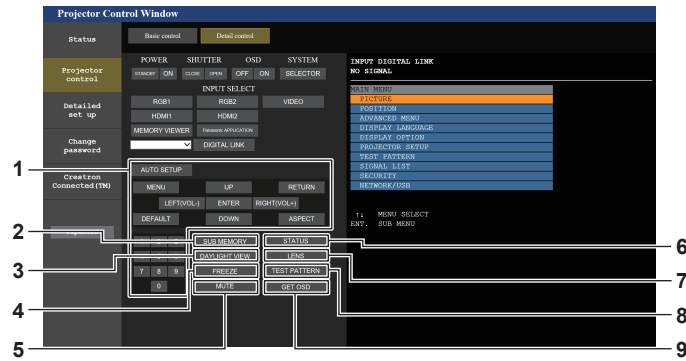 Projector Control Window
Status
Projector
control
Detailed
set up
Change
password
Crestron
Connected(TM)
Basic control
Detail control
POWER SHUTTER OSD SYSTEM
STANDBY ON CLOSE OPEN OFF ON SELECTOR
INPUT SELECT
RGB1 RGB2 VIDEO
HDMI1 HDMI2
MEMORY VIEWER Panasonic APPLICATION
DIGITAL LINK
AUTO SETUP
MENU UP RETURN
LEFT(VOL-) ENTER RIGHT(VOL+)
DEFAULT DOWN ASPECT
SUB MEMORY STATUS
DAYLIGHT VIEW LENS
7 8 9 FREEZE TEST PATTERN
0 MUTE GET OSD
INPUT DIGITAL LINK
NO SIGNAL
MAIN MENU
PICTURE
POSITION
ADVANCED MENU
DISPLAY LANGUAGE
DISPLAY OPTION
PROJECTOR SETUP
TEST PATTERN
SIGNAL LIST
SECURITY
NETWORK/USB
↑↓ MENU SELECT
ENT. SUB MENU
1
2
3
4
5
6
7
8
9